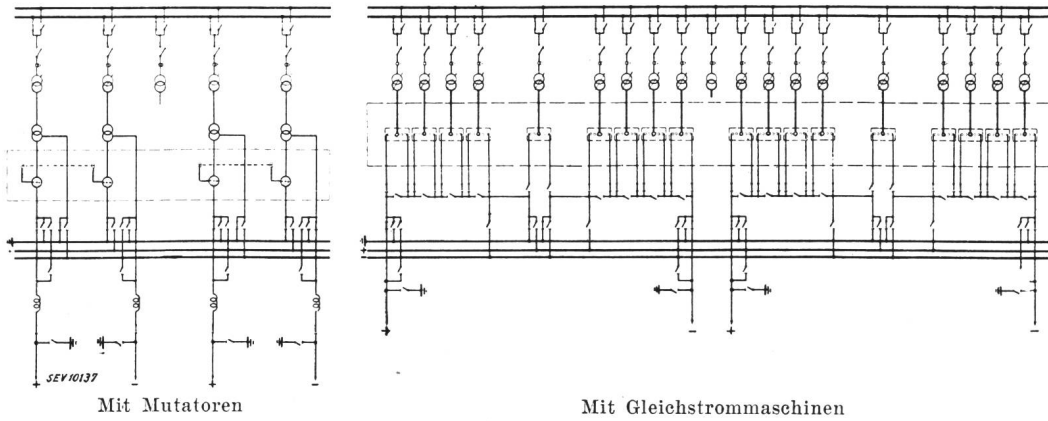 + - + -
+ - + -
SEV10137
Mit Mutatoren
Mit Gleichstrommaschinen